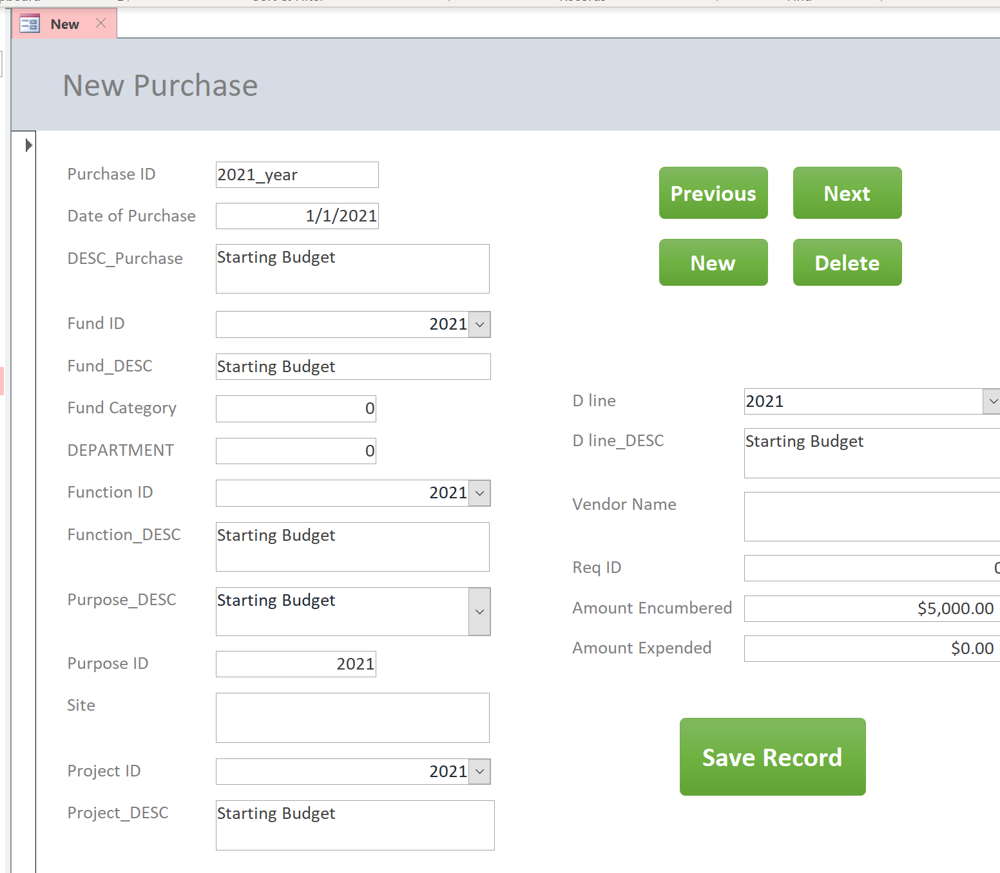 New
New Purchase
Purchase ID 2021_year
Date of Purchase 1/1/2021
DESC_Purchase Starting Budget
Fund ID 2021
Fund_DESC Starting Budget
Fund Category 0
DEPARTMENT 0
Function ID 2021
Function_DESC Starting Budget
Purpose_DESC Starting Budget
Purpose ID 2021
Site
Project ID 2021
Project_DESC Starting Budget
Previous Next
New Delete
D line 2021
D line_DESC Starting Budget
Vendor Name
Req ID 0
Amount Encumbered $5,000.00
Amount Expended $0.00
Save Record